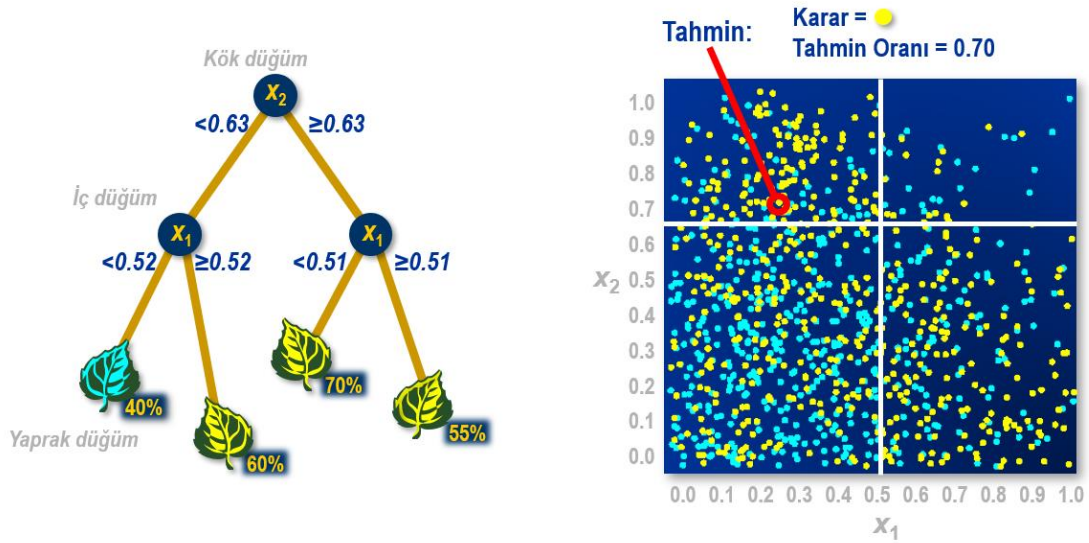 Kök düğüm
X2
<0.63
≥0.63
İç düğüm
X1
X1
<0.52
≥0.52
<0.51
≥0.51
40%
60%
70%
55%
Yaprak düğüm
Tahmin:
Karar =
Tahmin Oranı = 0.70
1.0
0.9
0.8
0.7
0.6
0.5
0.4
0.3
0.2
0.1
0.0
x2
0.0 0.1 0.2 0.3 0.4 0.5 0.6 0.7 0.8 0.9 1.0
x1